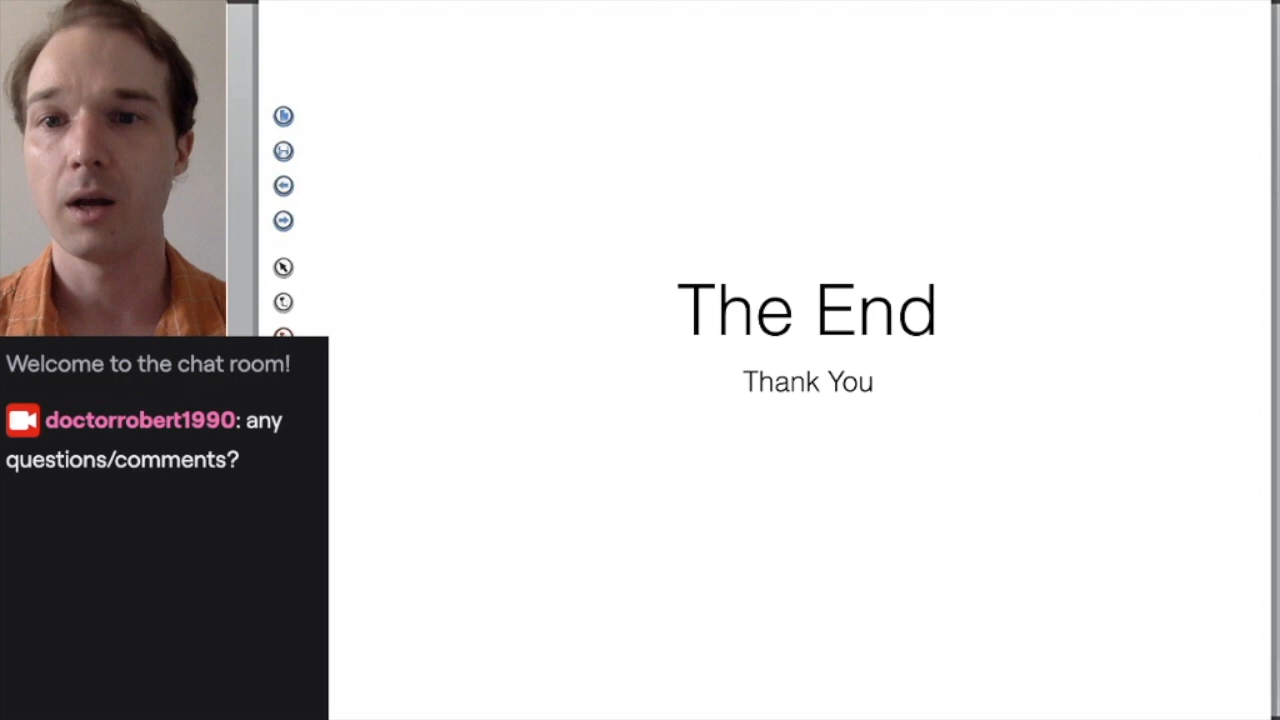 The End
Thank You
Welcome to the chat room!
doctorrobert1990: any
questions/comments?